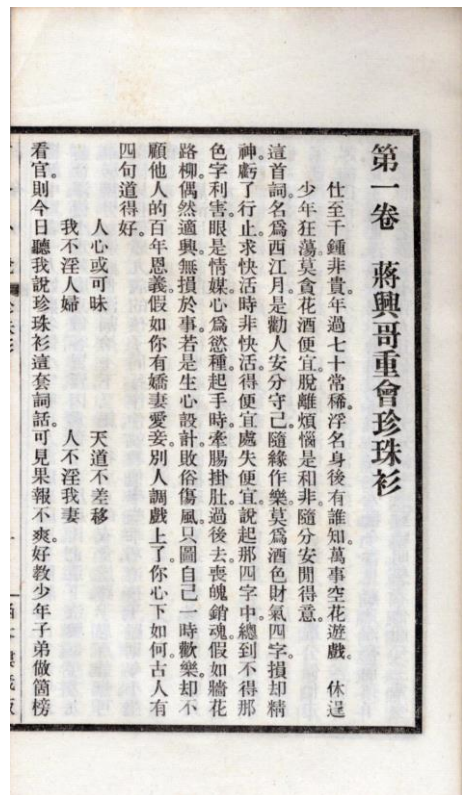 第一卷　蔣興哥重會珍珠衫
仕至千鍾非貴。年過七十常稀。浮名身後有誰知。萬事空花遊戲。　休逞
少年狂蕩。莫貪花酒便宜。脫離煩惱是和非。隨分安閒得意。
這首詞名爲西江月。是勸人安分守己。隨緣作樂。莫爲酒色財氣四字。損却精
神。虧了行止。求快活時非快活。得便宜處失便宜。說起那四字中。總到不得那
色字利害。眼是情媒。心爲慾種。起手時牽腸掛肚。過後去喪魄銷魂。假如牆花
路柳。偶然適興。無損於事。若是生心設計。敗俗傷風。只圖自己一時歡樂。却不
顧他人的百年恩義。假如你有嬌妻愛妾。別人調戲上了。你心下如何。古人有
四句道得好。
人心或可昧　天道不差移
我不淫人婦　人不淫我妻
看官。則今日聽我說珍珠衫這套詞話。可見果報不爽。好教少年子弟做箇榜